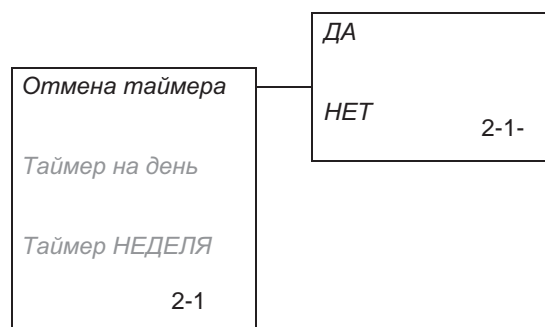 Отмена таймера
Таймер на день
Таймер НЕДЕЛЯ
2-1
ДА
НЕТ
2-1-